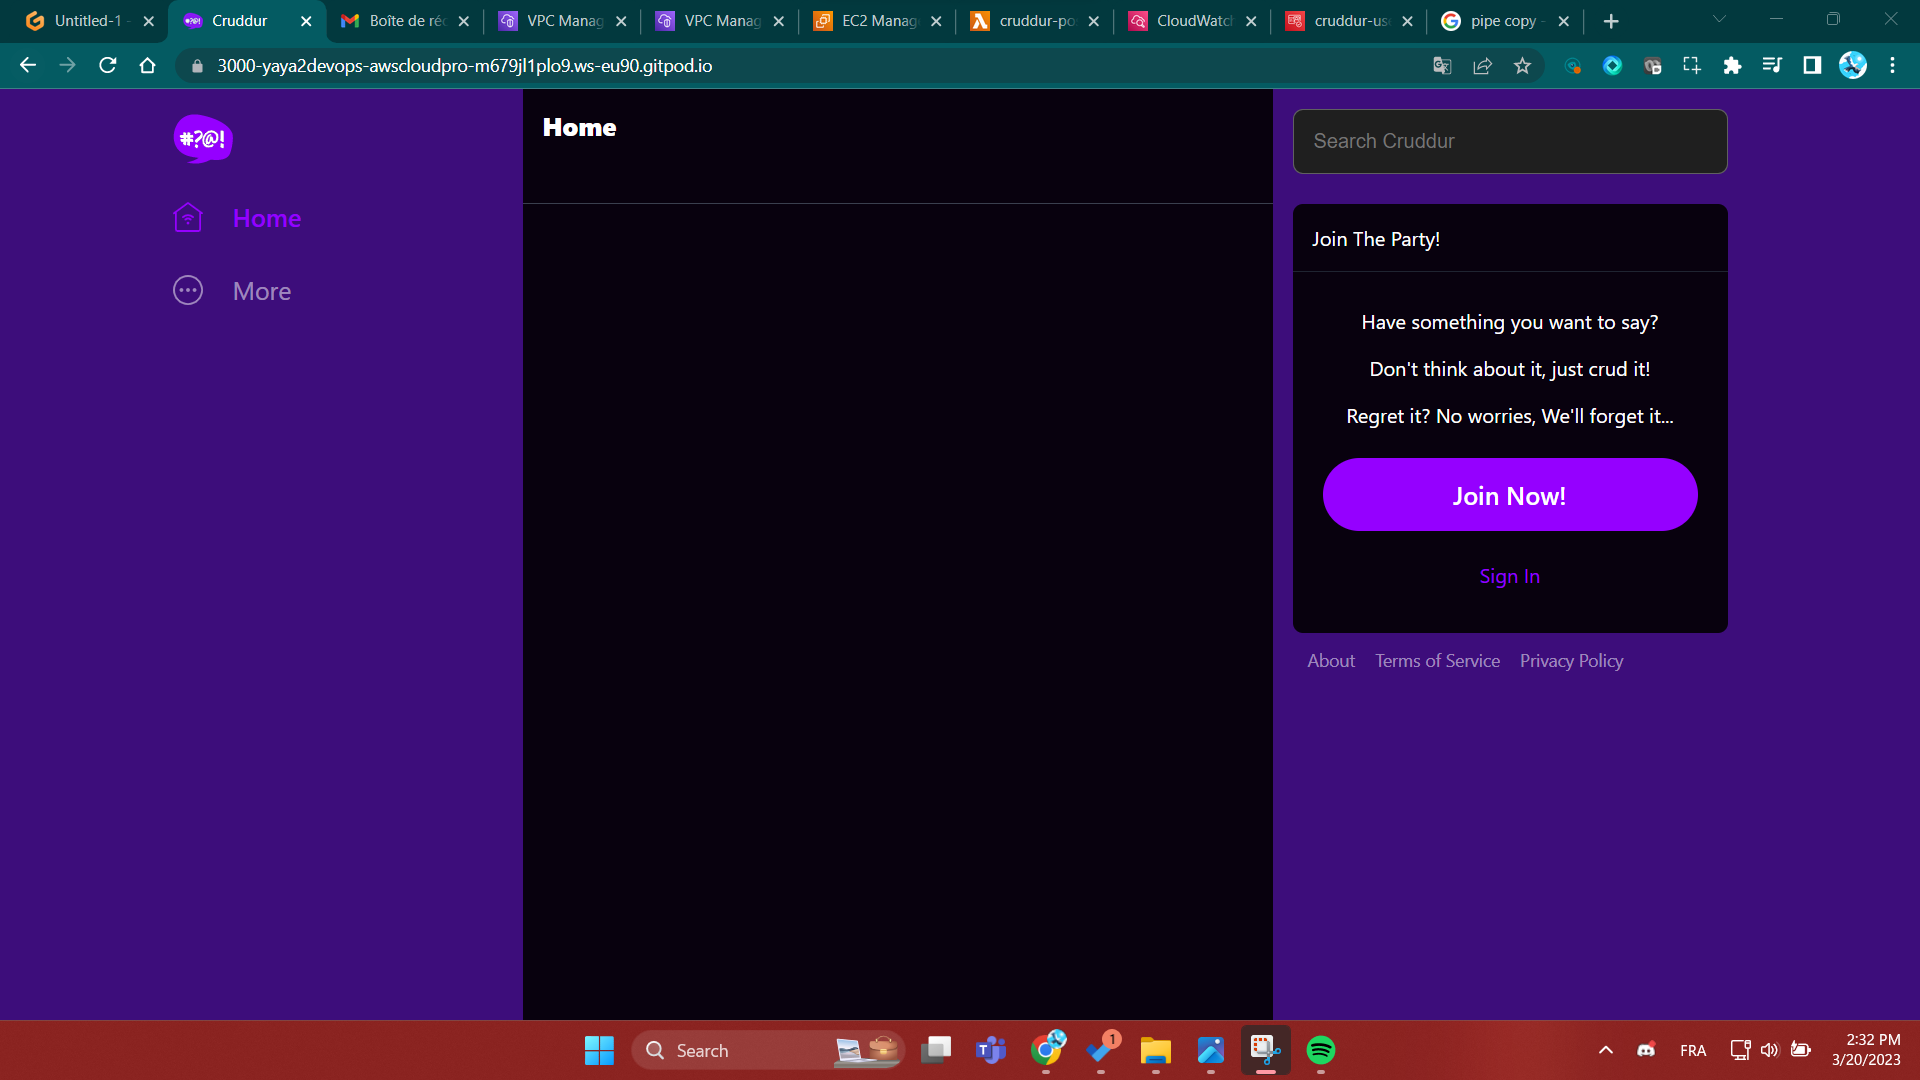 Untitled-1 -
Cruddur
Boîte de réc
VPC Manag
VPC Manag
EC2 Manag
cruddur-po
CloudWatch
cruddur-use
pipe copy -
3000-yaya2devops-awscloudpro-m679jl1plo9.ws-eu90.gitpod.io
#?@!
Home
More
Home
Search Cruddur
Join The Party!
Have something you want to say?
Don't think about it, just crud it!
Regret it? No worries, We'll forget it...
Join Now!
Sign In
About Terms of Service Privacy Policy
Search
1
FRA
2:32 PM
3/20/2023